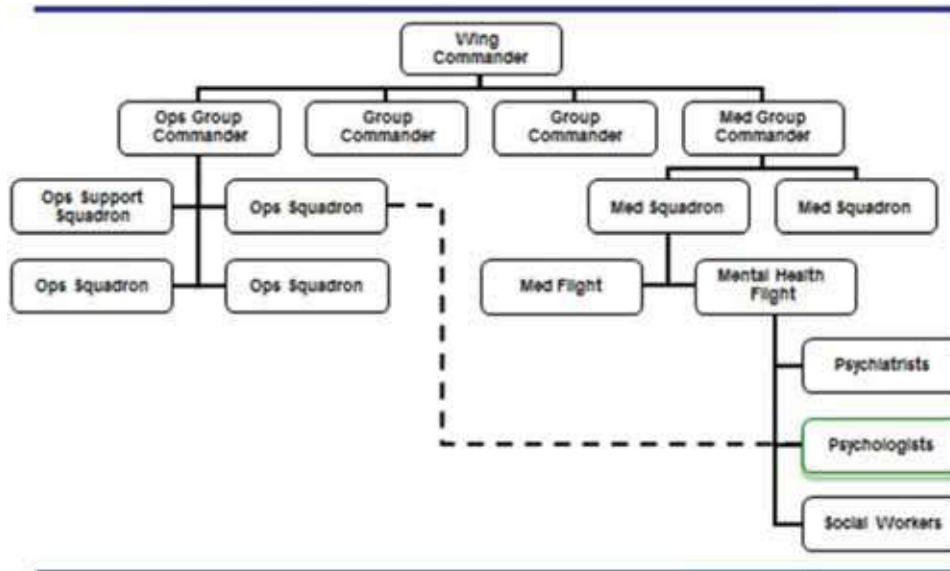 Wing
Commander
Ops Group
Commander
Group
Commander
Group
Commander
Med Group
Commander
Ops Support
Squadron
Ops Squadron
Med Squadron
Med Squadron
Ops Squadron
Ops Squadron
Med Flight
Mental Health
Flight
Psychiatrists
Psychologists
Social Workers